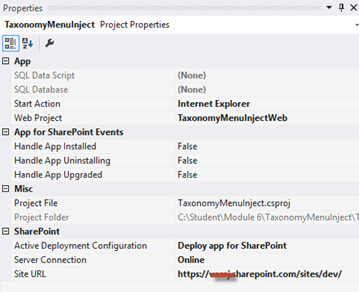 Properties
TaxonomyMenuInject Project Properties
App
SQL Data Script (None)
SQL Database (None)
Start Action Internet Explorer
Web Project TaxonomyMenuInjectWeb
App for SharePoint Events
Handle App Installed False
Handle App Uninstalling False
Handle App Upgraded False
Misc
Project File TaxonomyMenuInject.csproj
Project Folder C:\Student\Module 6\TaxonomyMenuInject\T
SharePoint
Active Deployment Configuration Deploy app for SharePoint
Server Connection Online
Site URL https:// sharepoint.com/sites/dev/